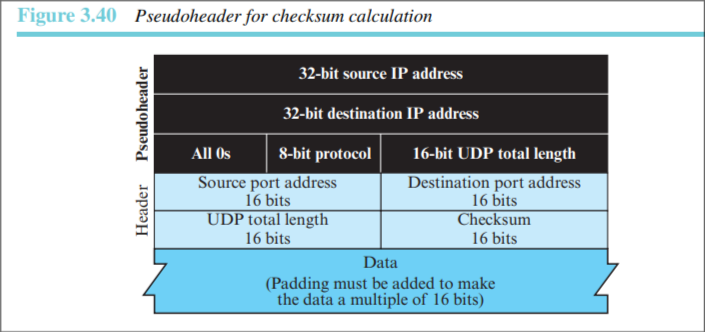 Figure 3.40 Pseudoheader for checksum calculation
Pseudoheader
32-bit source IP address
32-bit destination IP address
All 0s 8-bit protocol 16-bit UDP total length
Header
Source port address Destination port address
16 bits 16 bits
UDP total length Checksum
16 bits 16 bits
Data
(Padding must be added to make
the data a multiple of 16 bits)